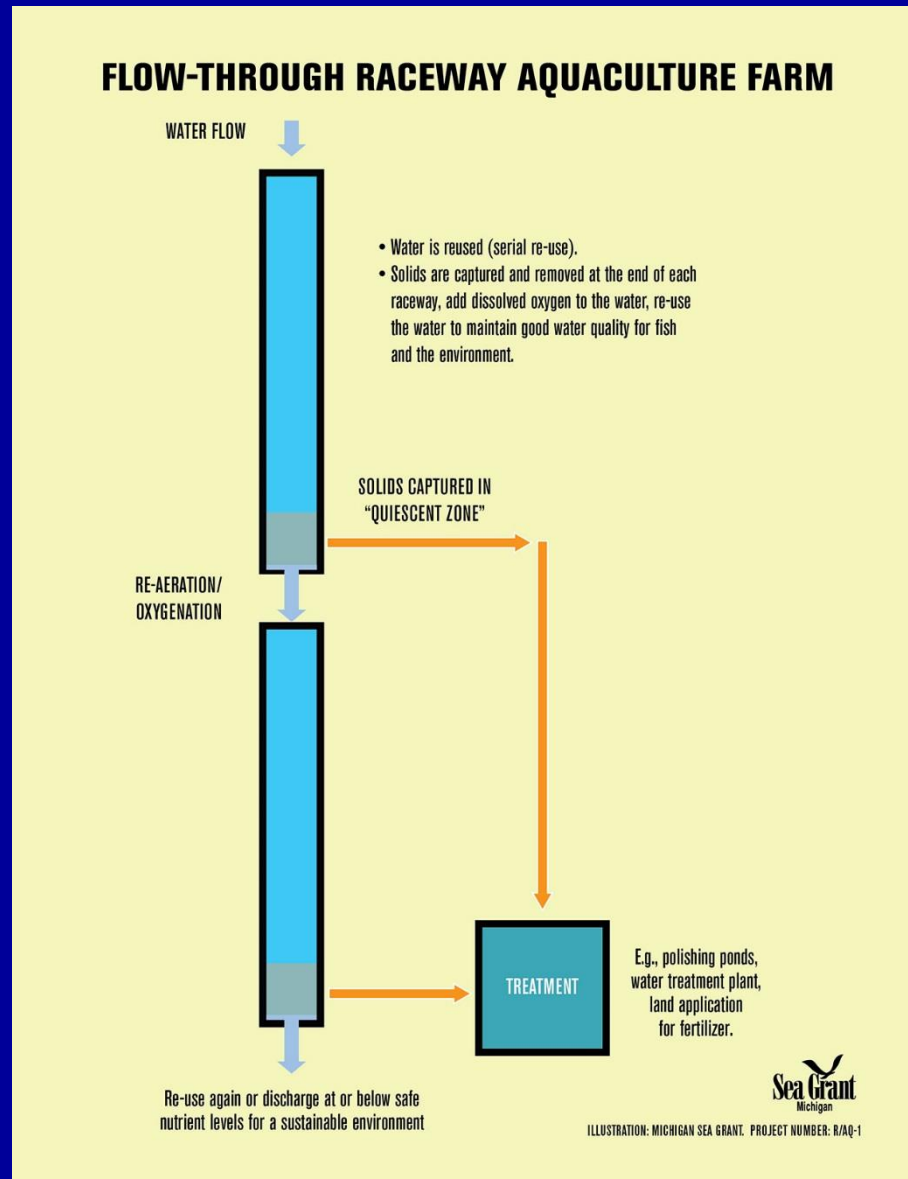 FLOW-THROUGH RACEWAY AQUACULTURE FARM
WATER FLOW
• Water is reused (serial re-use).
• Solids are captured and removed at the end of each
raceway, add dissolved oxygen to the water, re-use
the water to maintain good water quality for fish
and the environment.
SOLIDS CAPTURED IN
“QUIESCENT ZONE”
RE-AERATION/
OXYGENATION
TREATMENT
E.g., polishing ponds,
water treatment plant,
land application
for fertilizer.
Re-use again or discharge at or below safe
nutrient levels for a sustainable environment
Sea Grant
Michigan
ILLUSTRATION: MICHIGAN SEA GRANT. PROJECT NUMBER: R/AQ-1